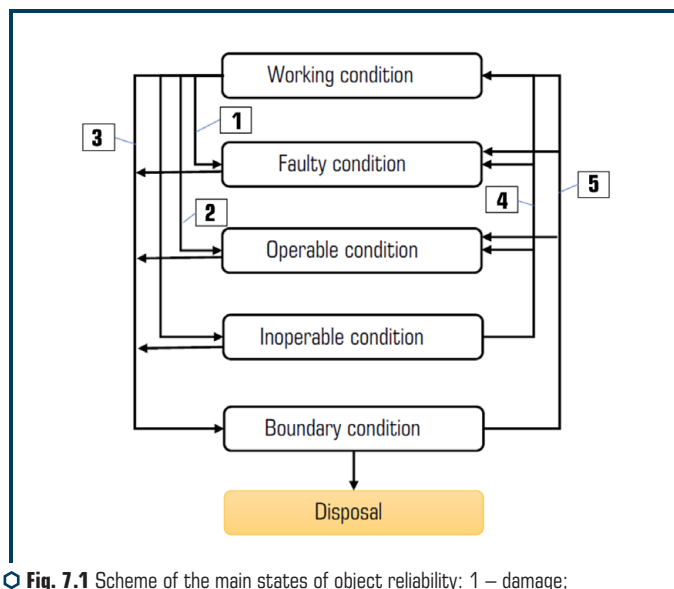 Working condition
1
3
Faulty condition
5
4
2
Operable condition
Inoperable condition
Boundary condition
Disposal
Fig. 7.1 Scheme of the main states of object reliability: 1 – damage;